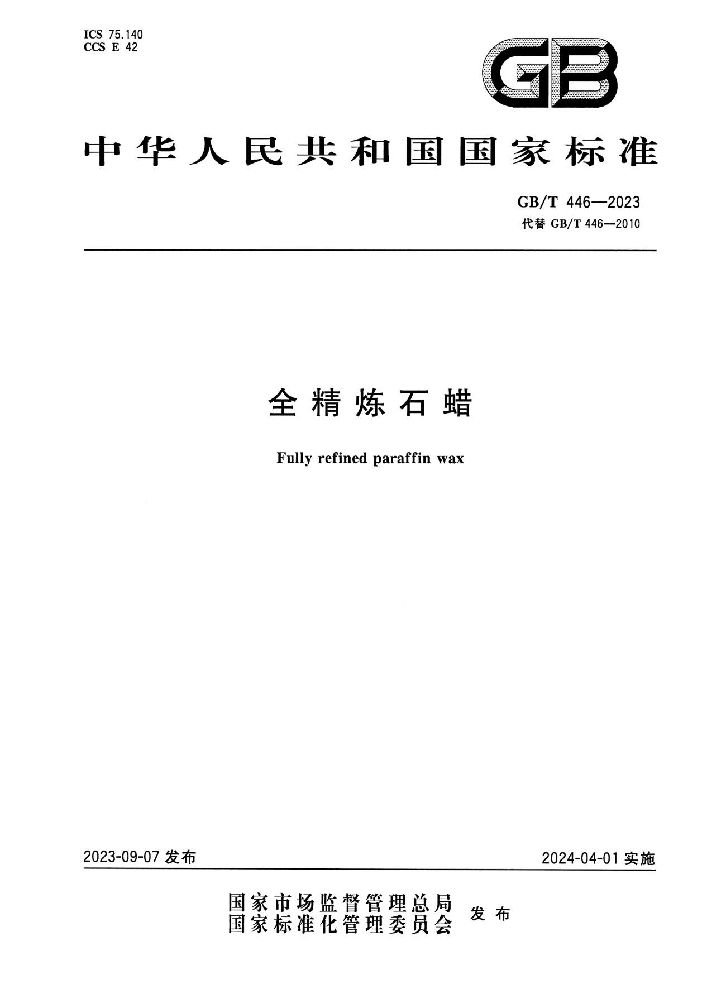 ICS 75.140
CCS E 42
GB
中华人民共和国国家标准
GB/T 446—2023
代替 GB/T 446—2010
全精炼石蜡
Fully refined paraffin wax
2023-09-07 发布
2024-04-01 实施
国家市场监督管理总局
国家标准化管理委员会
发布